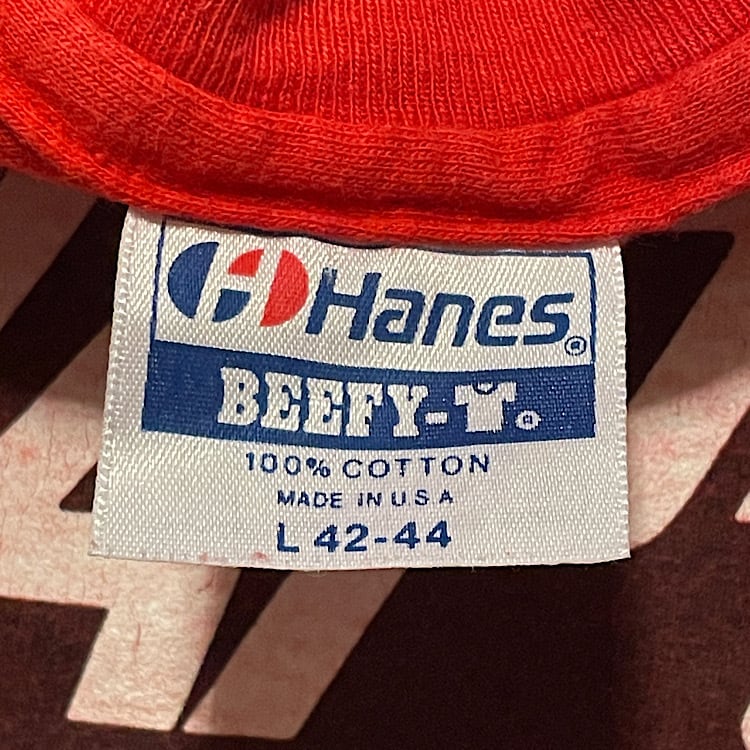 Hanes®
BEEFY-®
100% COTTON
MADE IN U.S.A
L 42-44